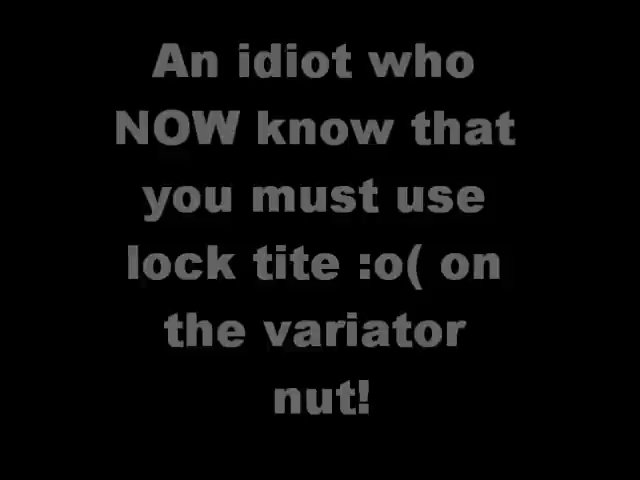 An idiot who
NOW know that
you must use
lock tite :o( on
the variator
nut!